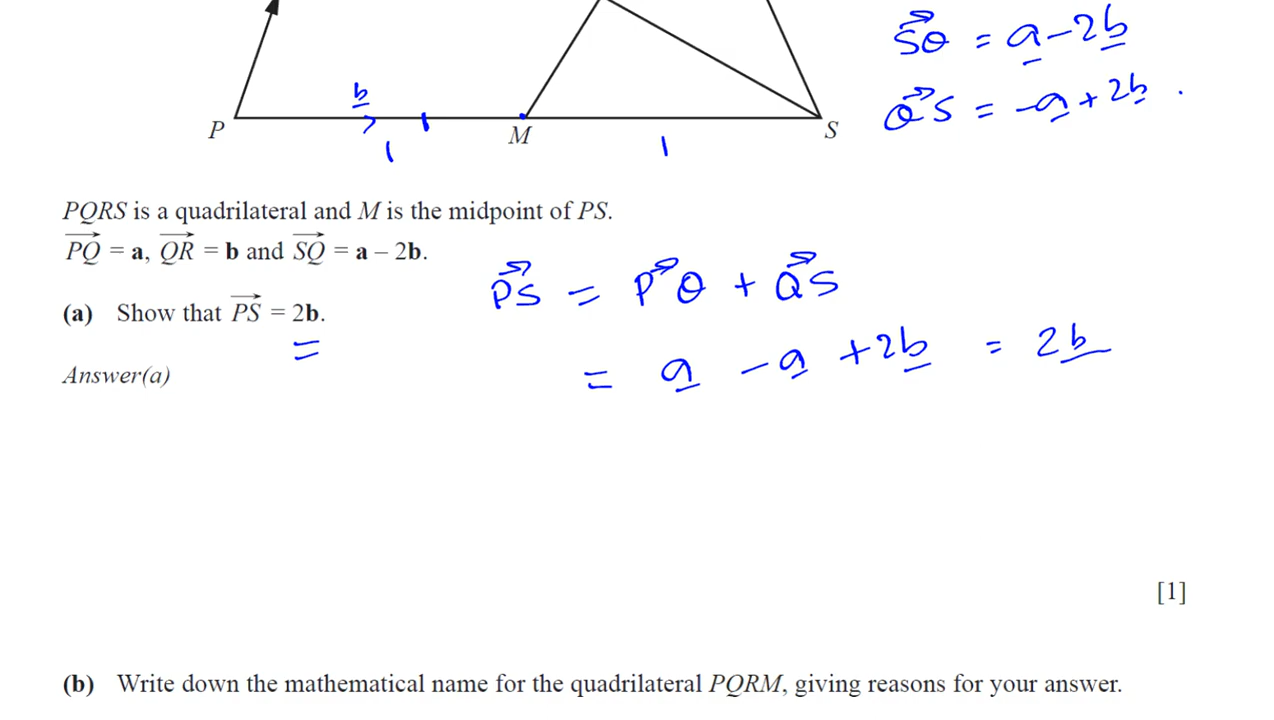 SQ = a - 2b
QS = -a + 2b .
b
P
M
S
1
1
PQRS is a quadrilateral and M is the midpoint of PS.
PQ = a, QR = b and SQ = a – 2b.
PS = PQ + QS
(a) Show that PS = 2b.
= a - a + 2b = 2b
Answer(a)
[1]
(b) Write down the mathematical name for the quadrilateral PQRM, giving reasons for your answer.